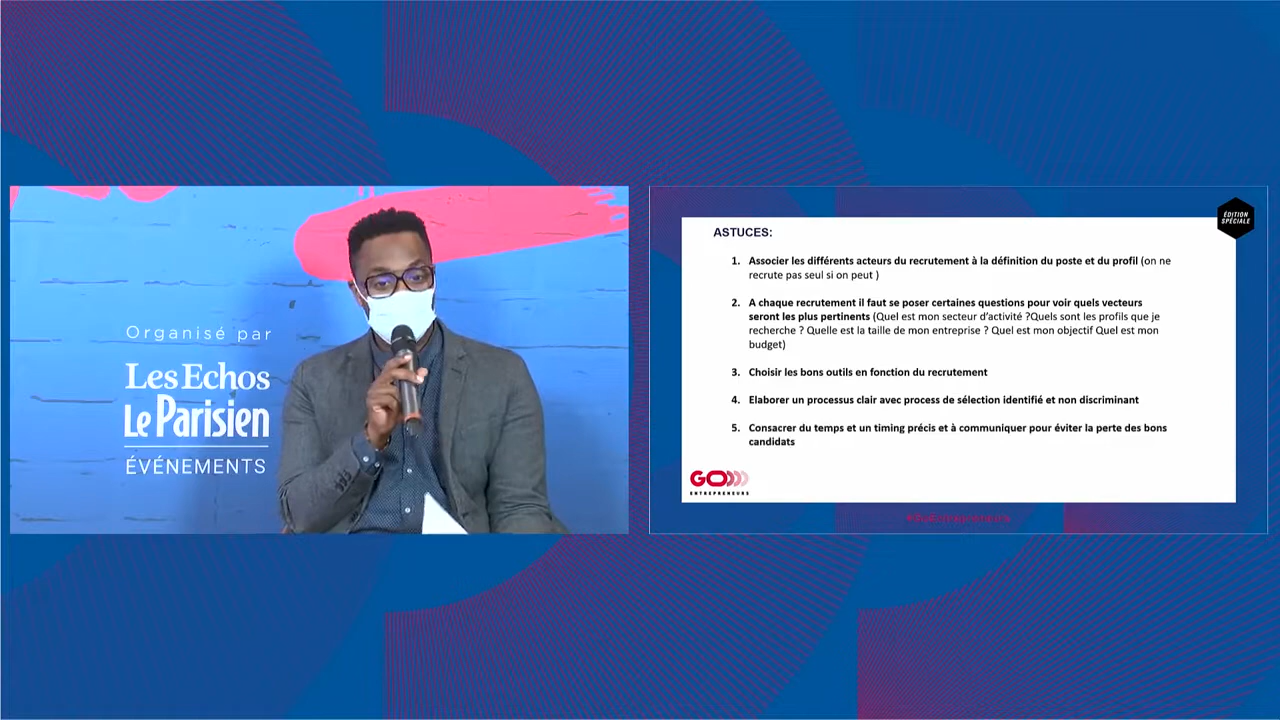 Organisé par
Les Echos
Le Parisien
ÉVÉNEMENTS
ÉDITION
SPÉCIALE
ASTUCES:
1. Associer les différents acteurs du recrutement à la définition du poste et du profil (on ne
recrute pas seul si on peut )
2. A chaque recrutement il faut se poser certaines questions pour voir quels vecteurs
seront les plus pertinents (Quel est mon secteur d'activité ?Quels sont les profils que je
recherche ? Quelle est la taille de mon entreprise ? Quel est mon objectif Quel est mon
budget)
3. Choisir les bons outils en fonction du recrutement
4. Elaborer un processus clair avec process de sélection identifié et non discriminant
5. Consacrer du temps et un timing précis et à communiquer pour éviter la perte des bons
candidats
GO
ENTREPRENEURS